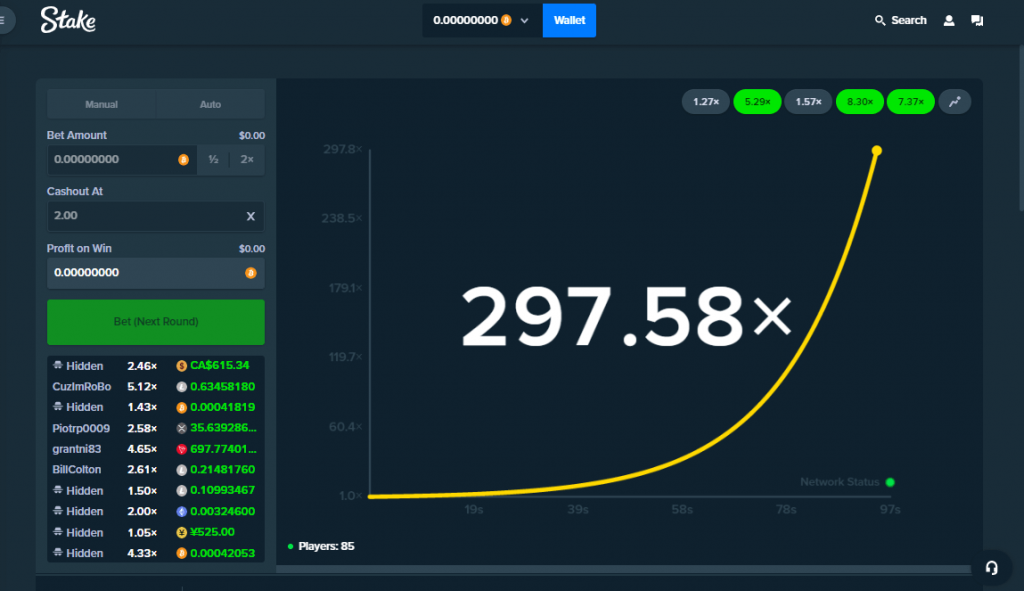 Stake
0.00000000
Wallet
Search
Manual Auto
Bet Amount $0.00
0.00000000 ½ 2×
Cashout At
2.00 X
Profit on Win $0.00
0.00000000
Bet (Next Round)
Hidden 2.46× CA$615.34
CuzImRoBo 5.12× 0.63458180
Hidden 1.43× 0.00041819
Piotrp0009 2.58× 35.639286...
grantni83 4.65× 697.77401...
BillColton 2.61× 0.21481760
Hidden 1.50× 0.10993467
Hidden 2.00× 0.00324600
Hidden 1.05× ¥525.00
Hidden 4.33× 0.00042053
1.27× 5.29× 1.57× 8.30× 7.37×
297.8×
238.5×
179.1×
119.7×
60.4×
1.0×
297.58×
Network Status
19s 39s 58s 78s 97s
Players: 85